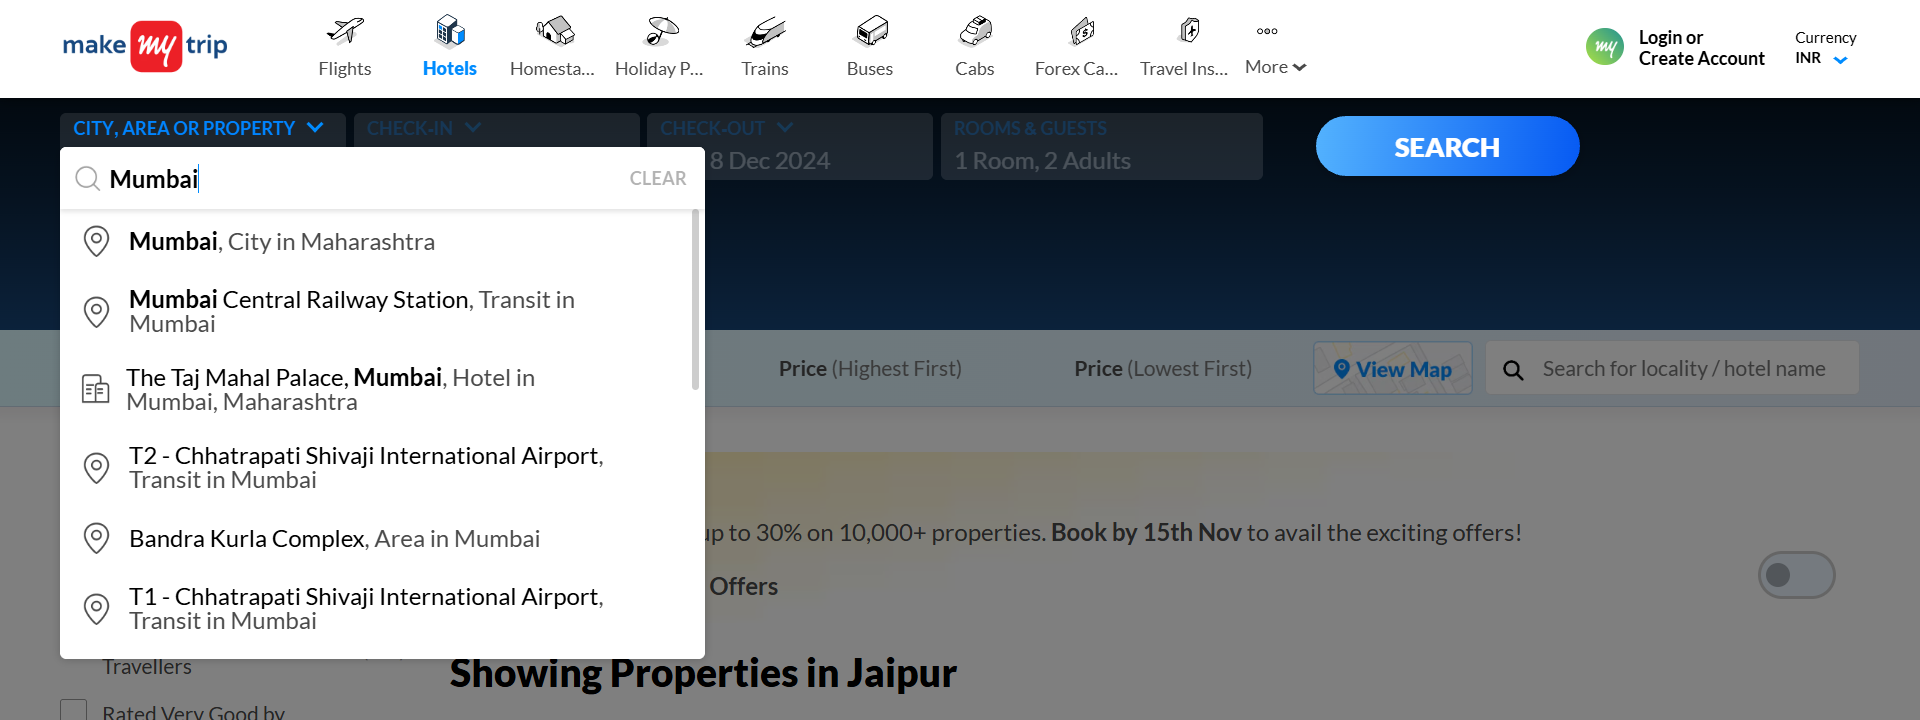 make my trip
Flights
Hotels
Homesta...
Holiday P...
Trains
Buses
Cabs
Forex Ca...
Travel Ins...
More
my
Login or
Create Account
Currency
INR
CITY, AREA OR PROPERTY
CHECK-IN
CHECK-OUT
8 Dec 2024
ROOMS & GUESTS
1 Room, 2 Adults
SEARCH
Mumbai
CLEAR
Mumbai, City in Maharashtra
Mumbai Central Railway Station, Transit in
Mumbai
The Taj Mahal Palace, Mumbai, Hotel in
Mumbai, Maharashtra
T2 - Chhatrapati Shivaji International Airport,
Transit in Mumbai
Bandra Kurla Complex, Area in Mumbai
T1 - Chhatrapati Shivaji International Airport,
Transit in Mumbai
Price (Highest First)
Price (Lowest First)
View Map
Search for locality / hotel name
up to 30% on 10,000+ properties. Book by 15th Nov to avail the exciting offers!
Offers
Travellers
Showing Properties in Jaipur
Rated Very Good by